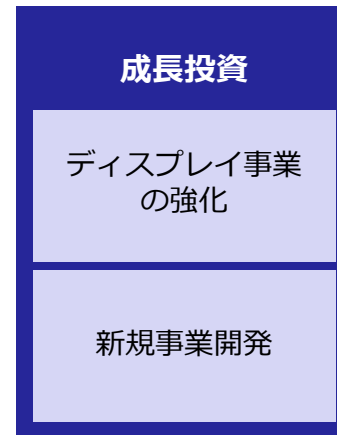 成長投資
ディスプレイ事業
の強化
新規事業開発